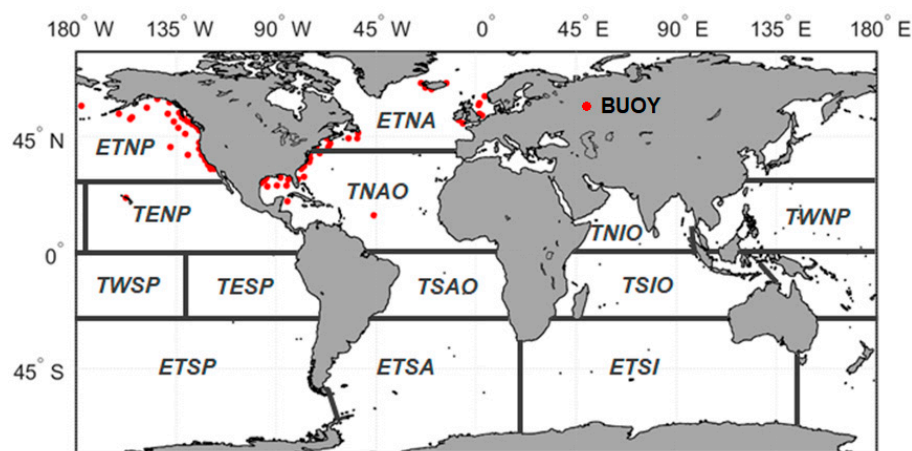 180° W 135° W 90° W 45° W 0° 45° E 90° E 135° E 180° E
BUOY
ETNA
45° N
ETNP
TNAO
TENP
TWNP
TNIO
0°
TWSP
TESP
TSAO
TSIO
45° S
ETSP
ETSA
ETSI